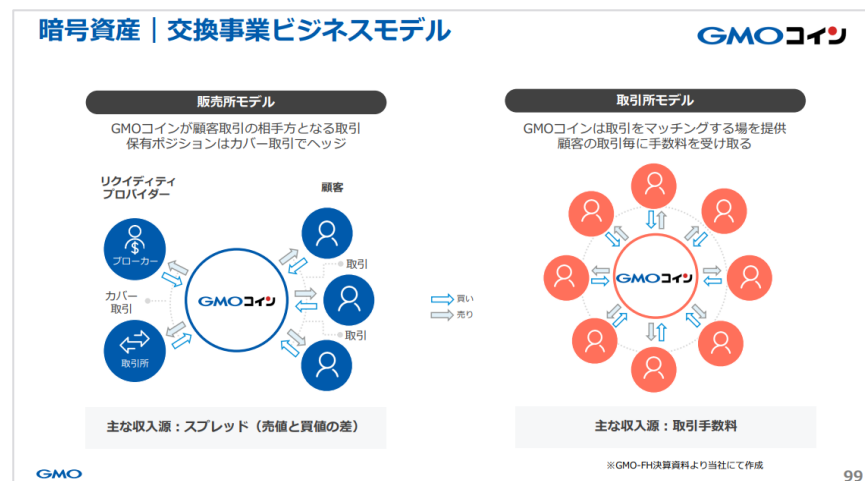 暗号資産｜交換事業ビジネスモデル
GMOコイン
販売所モデル
GMOコインが顧客取引の相手方となる取引
保有ポジションはカバー取引でヘッジ
リクイディティ
プロバイダー
顧客
ブローカー
カバー
取引
取引所
GMOコイン
取引
取引
買い
売り
主な収入源：スプレッド（売値と買値の差）
取引所モデル
GMOコインは取引をマッチングする場を提供
顧客の取引毎に手数料を受け取る
GMOコイン
主な収入源：取引手数料
※GMO-FH決算資料より当社にて作成
GMO
99